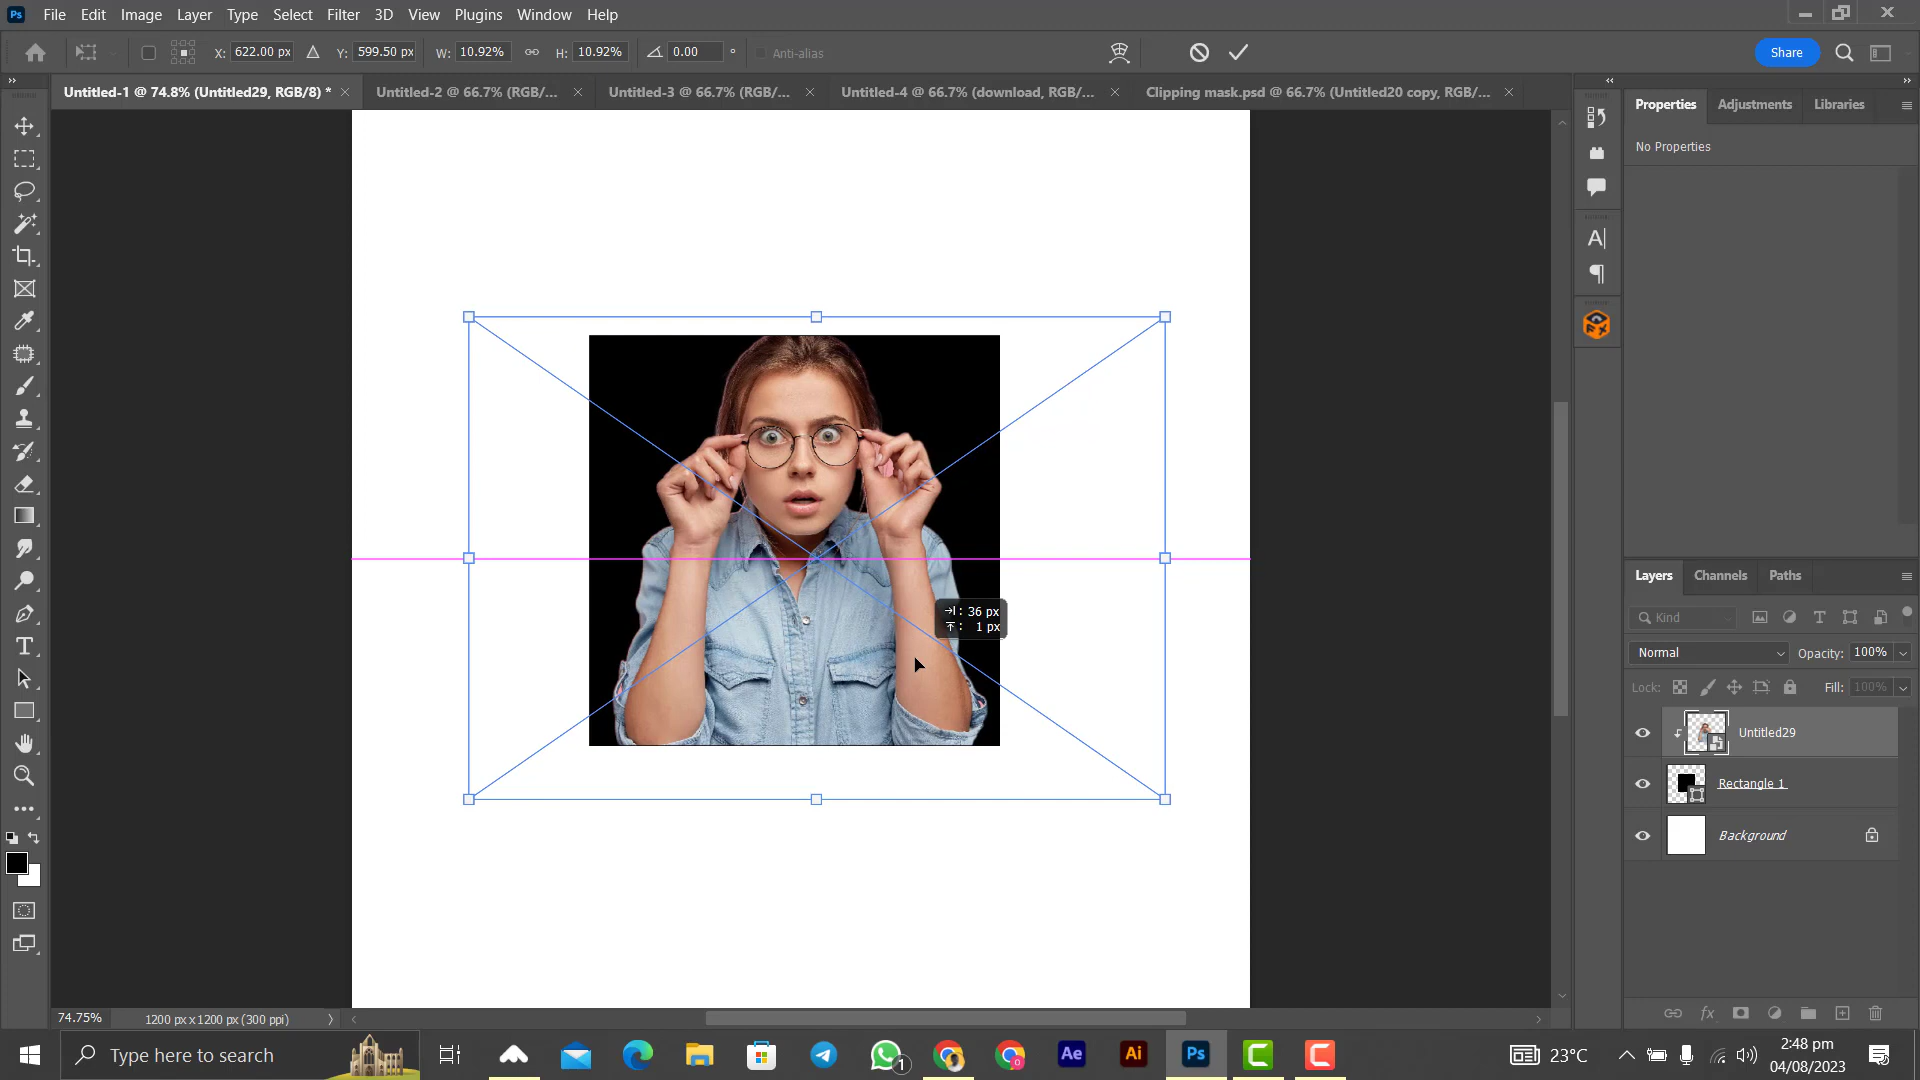 Ps File Edit Image Layer Type Select Filter 3D View Plugins Window Help
X: 622.00 px Y: 599.50 px W: 10.92% H: 10.92% 0.00 ° Anti-alias Share
Untitled-1 @ 74.8% (Untitled29, RGB/8) * Untitled-2 @ 66.7% (RGB/... Untitled-3 @ 66.7% (RGB/... Untitled-4 @ 66.7% (download, RGB/... Clipping mask.psd @ 66.7% (Untitled20 copy, RGB/...
Properties Adjustments Libraries
No Properties
Layers Channels Paths
Kind
Normal Opacity: 100%
Lock: Fill: 100%
Untitled29
Rectangle 1
Background
36 px
1 px
74.75% 1200 px x 1200 px (300 ppi)
Type here to search
1
Ae
Ai
Ps
23°C
2:48 pm
04/08/2023